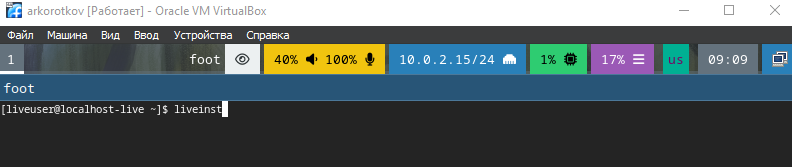 arkorotkov [Работает] - Oracle VM VirtualBox
Файл Машина Вид Ввод Устройства Справка
1 foot 40% 100% 10.0.2.15/24 1% 17% us 09:09
foot
[liveuser@localhost-live ~]$ liveinst